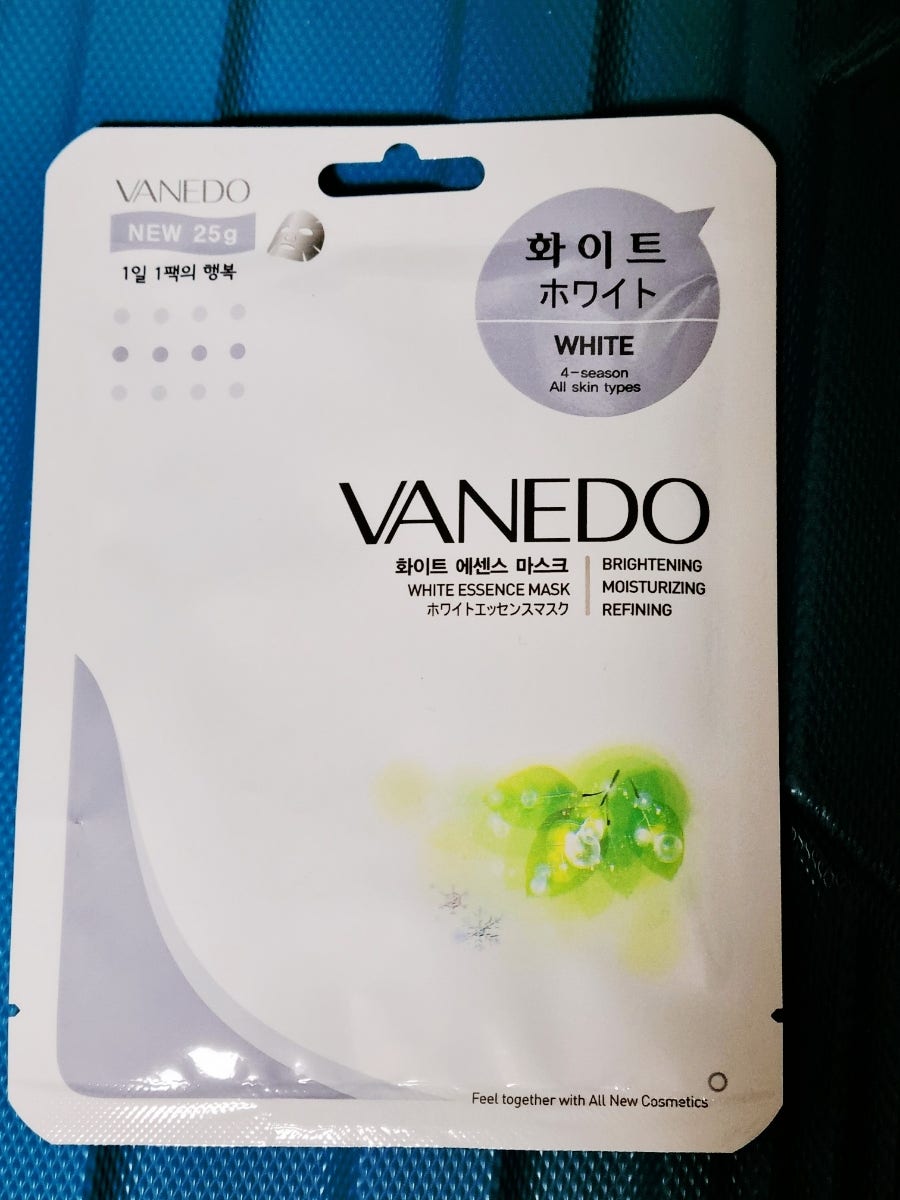 VANEDO
NEW 25g
1일 1팩의 행복
화이트
ホワイト
WHITE
4-season
All skin types
VANEDO
화이트 에센스 마스크
WHITE ESSENCE MASK
ホワイトエッセンスマスク
BRIGHTENING
MOISTURIZING
REFINING
Feel together with All New Cosmetics